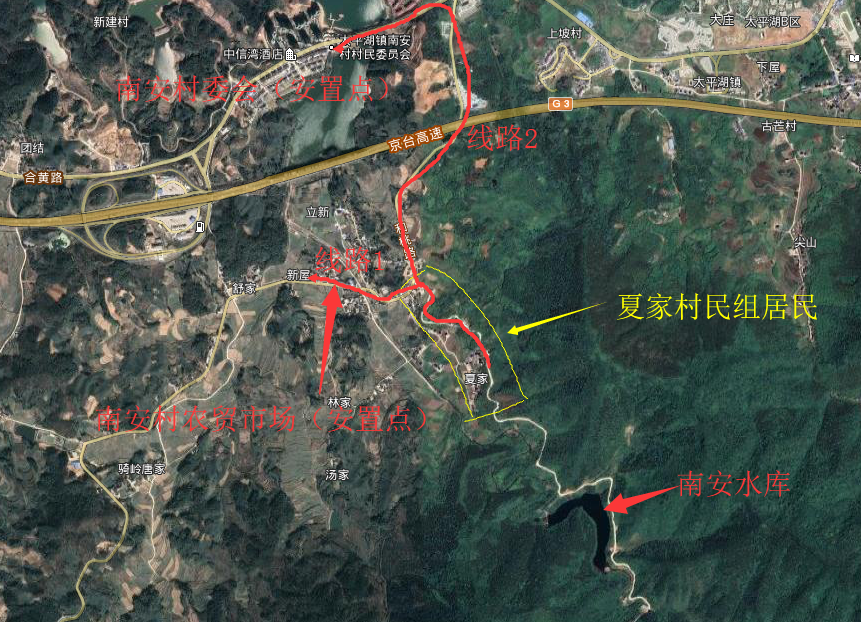 新建村
中信湾酒店
太平湖镇南安
村村民委员会
上坡村
大庄
太平湖B区
下屋
太平湖镇
南安村委会（安置点）
G3
京台高速
线路2
古芒村
团结
合黄路
立新
尖山
新屋
线路1
舒家
夏家村民组居民
夏家
林家
南安村农贸市场（安置点）
骑岭唐家
汤家
南安水库